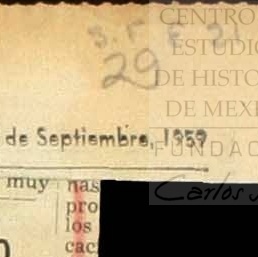 CENTRO
ESTUDIO
DE HISTO
DE MEXI
FUNDAC
Carlos
29
de Septiembre, 1959
muy
nas
pro
los
cac